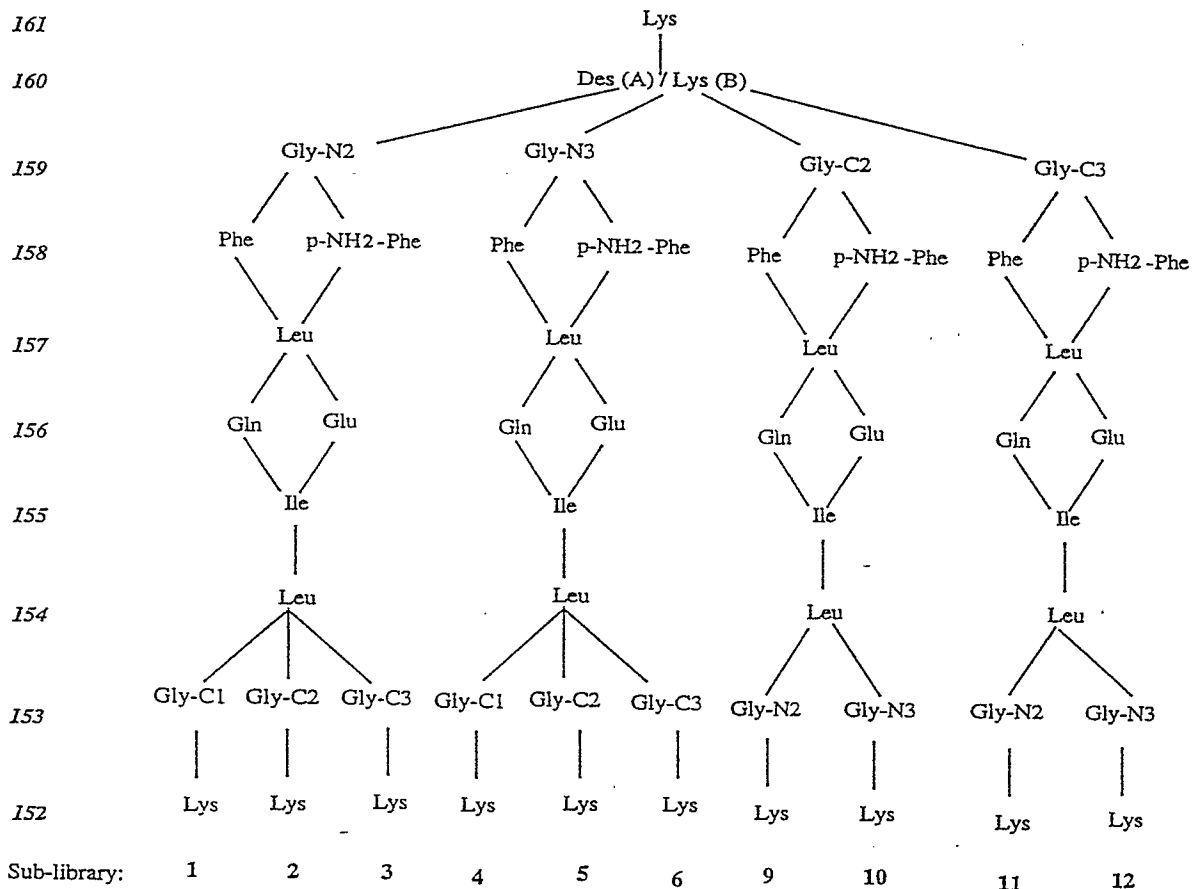 161 Lys
160 Des (A) / Lys (B)
159 Gly-N2 Gly-N3 Gly-C2 Gly-C3
158 Phe p-NH2-Phe Phe p-NH2-Phe Phe p-NH2-Phe Phe p-NH2-Phe
157 Leu Leu Leu Leu
156 Gln Glu Gln Glu Gln Glu Gln Glu
155 Ile Ile Ile Ile
154 Leu Leu Leu Leu
153 Gly-C1 Gly-C2 Gly-C3 Gly-C1 Gly-C2 Gly-C3 Gly-N2 Gly-N3 Gly-N2 Gly-N3
152 Lys Lys Lys Lys Lys Lys Lys Lys Lys Lys
Sub-library: 1 2 3 4 5 6 9 10 11 12